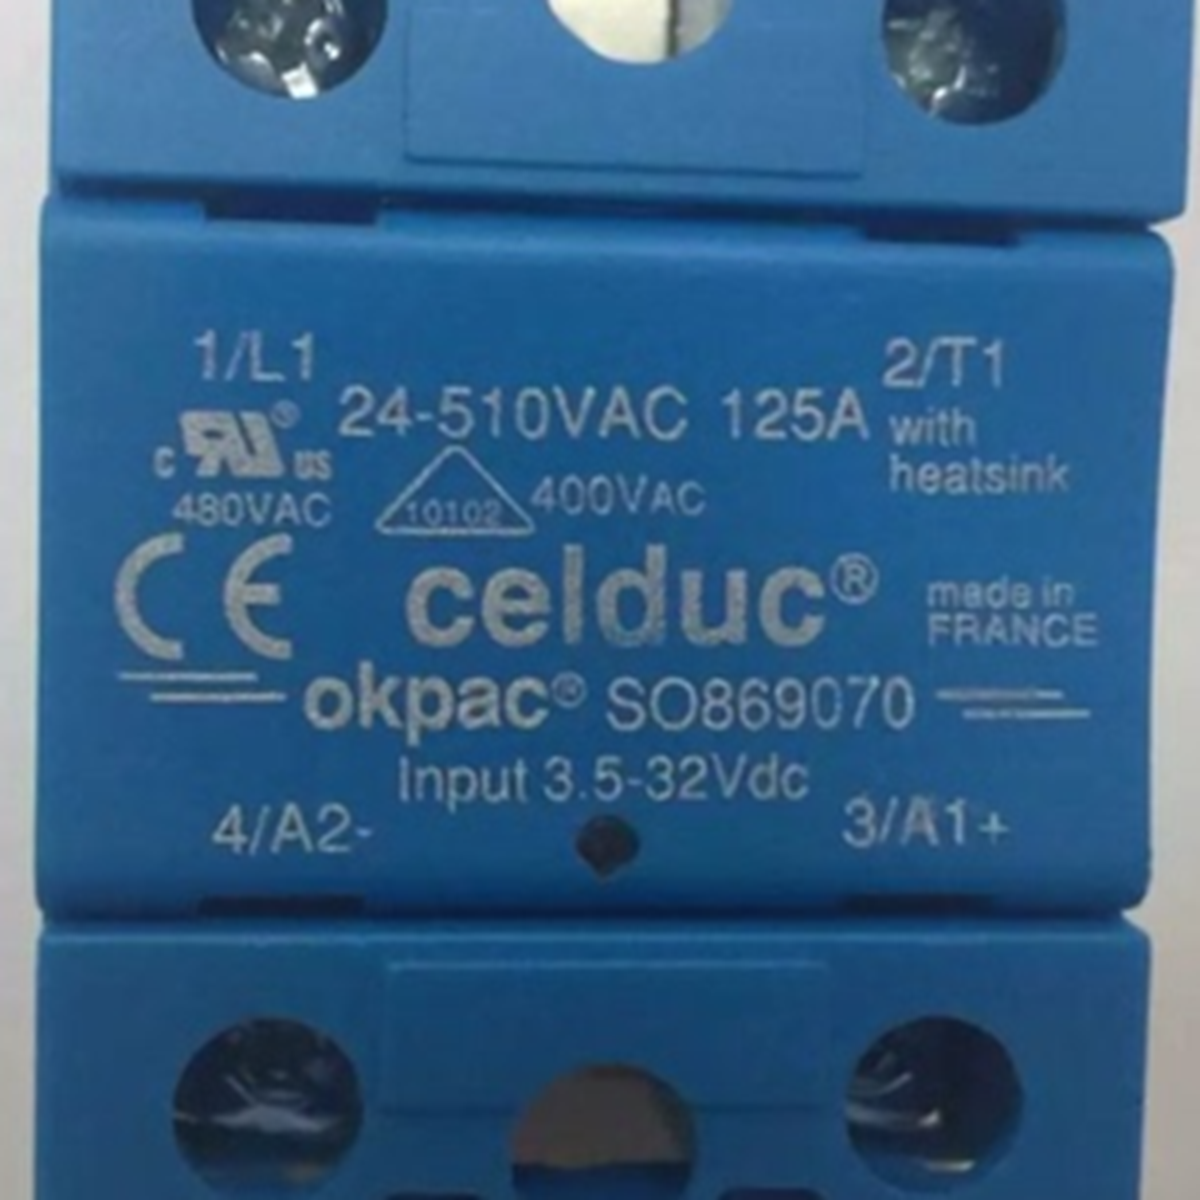 1/L1
24-510VAC 125A
2/T1
with
heatsink
c RU® US
480VAC
10102
400VAC
CE
celduc®
made in
FRANCE
okpac® SO869070
Input 3.5-32Vdc
4/A2-
3/A1+